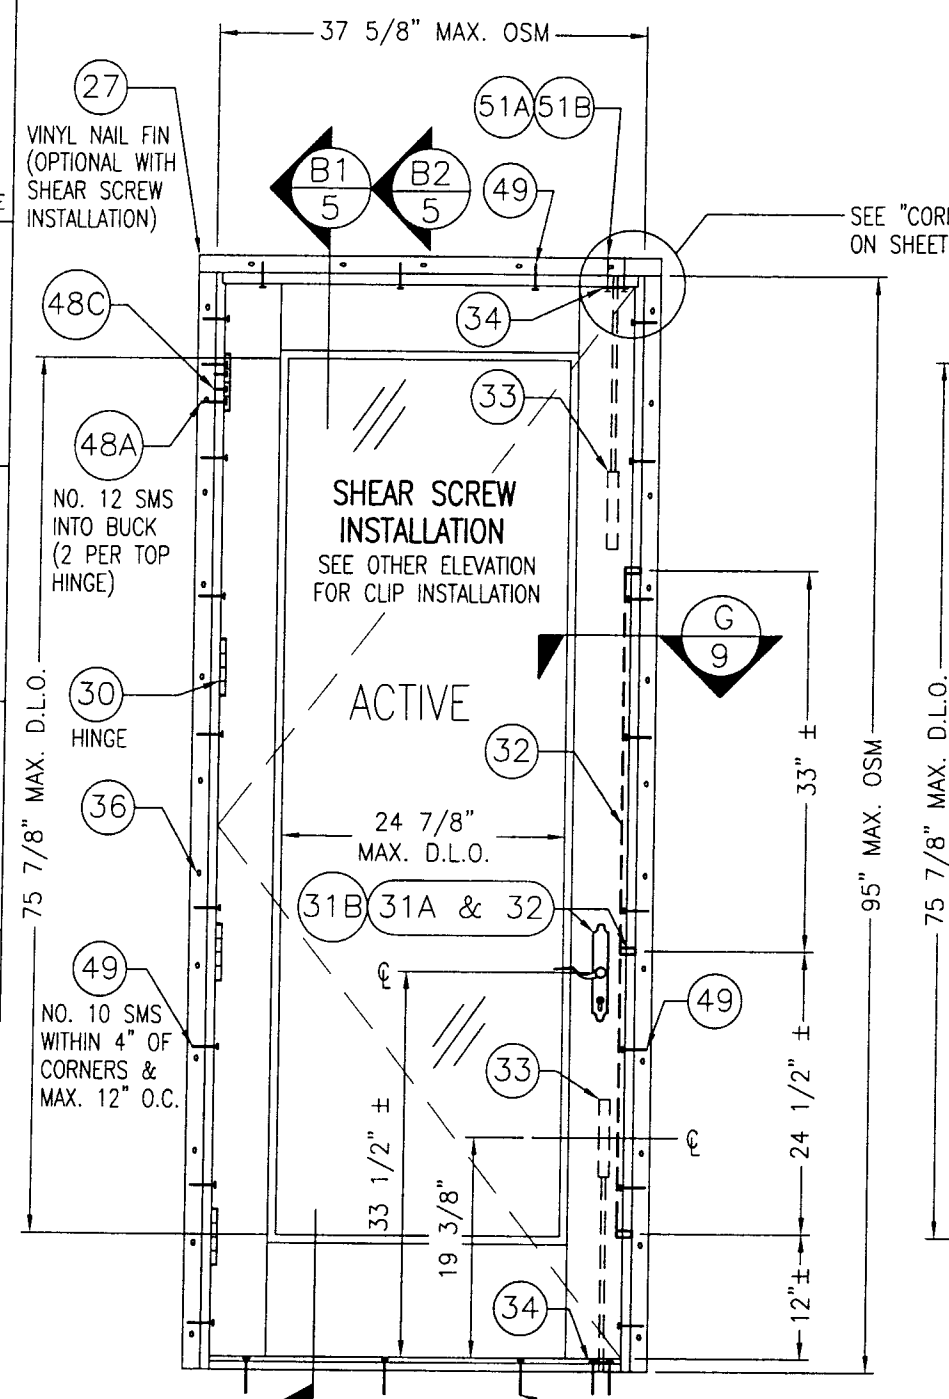 37 5/8" MAX. OSM
27
VINYL NAIL FIN
(OPTIONAL WITH
SHEAR SCREW
INSTALLATION)
51A 51B
B1
5
B2
5
49
SEE "CORN
ON SHEET
48C
34
33
48A
NO. 12 SMS
INTO BUCK
(2 PER TOP
HINGE)
SHEAR SCREW
INSTALLATION
SEE OTHER ELEVATION
FOR CLIP INSTALLATION
G
9
30
HINGE
ACTIVE
32
36
24 7/8"
MAX. D.L.O.
31B 31A & 32
49
NO. 10 SMS
WITHIN 4" OF
CORNERS &
MAX. 12" O.C.
49
33
34
75 7/8" MAX. D.L.O.
33 1/2" ±
19 3/8"
33" ±
24 1/2" ±
12"±
95" MAX. OSM
75 7/8" MAX. D.L.O.